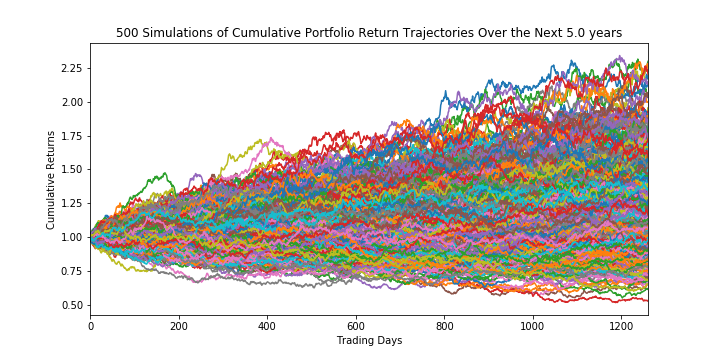 500 Simulations of Cumulative Portfolio Return Trajectories Over the Next 5.0 years
2.25
2.00
1.75
1.50
1.25
1.00
0.75
0.50
Cumulative Returns
0 200 400 600 800 1000 1200
Trading Days